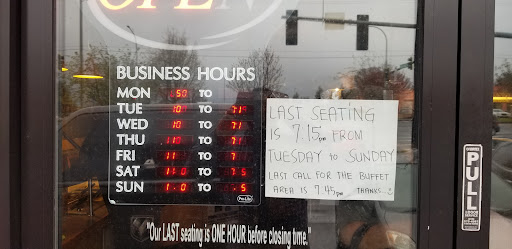 OPEN
BUSINESS HOURS
MON TO
TUE TO
WED TO
THU TO
FRI TO
SAT TO
SUN TO
LAST SEATING
IS 7.15pm FROM
TUESDAY to SUNDAY
LAST CALL FOR THE BUFFET
AREA IS 7.45pm THANKS..!
PULL
"Our LAST seating is ONE HOUR before closing time."